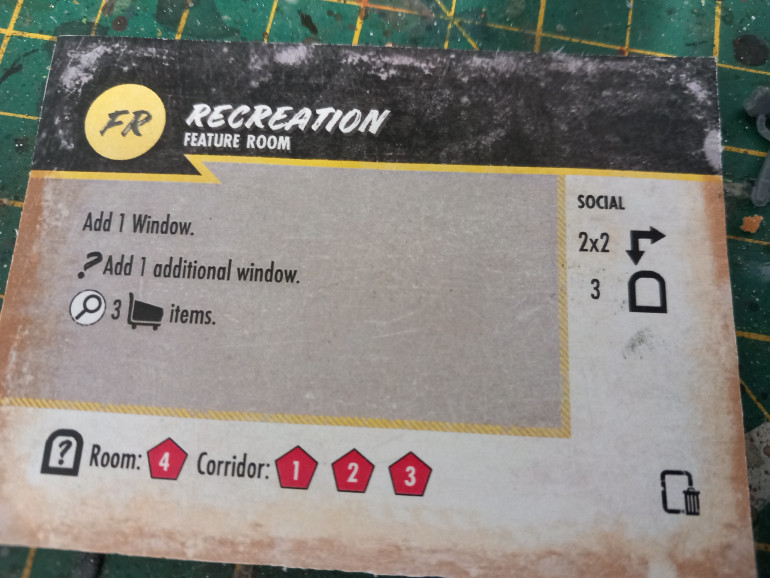 FR
RECREATION
FEATURE ROOM
Add 1 Window.
? Add 1 additional window.
3 items.
SOCIAL
2x2
3
? Room: 4 Corridor: 1 2 3